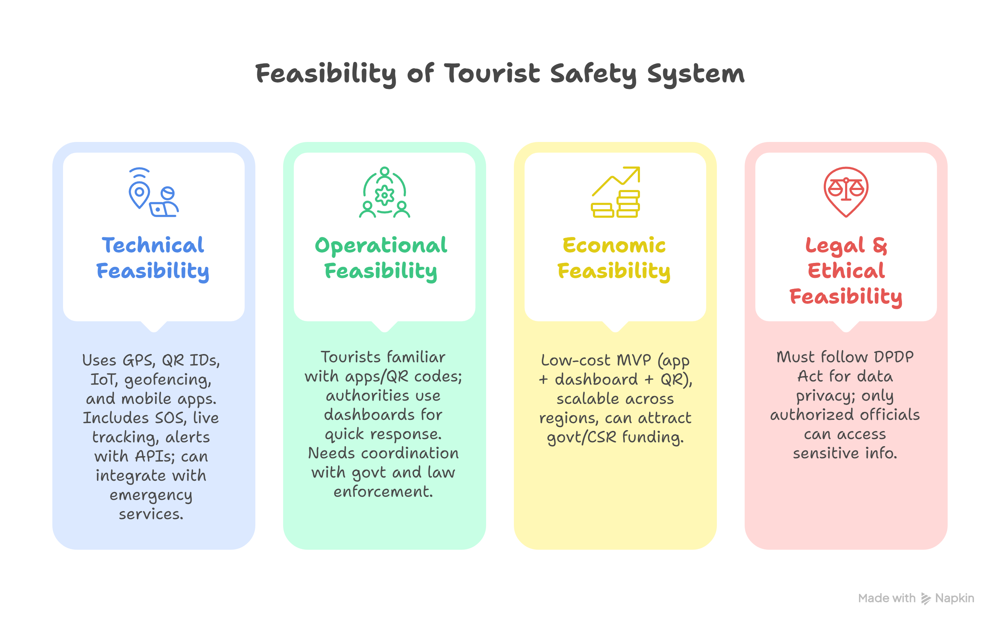 Feasibility of Tourist Safety System
Technical
Feasibility
Uses GPS, QR IDs,
IoT, geofencing,
and mobile apps.
Includes SOS, live
tracking, alerts
with APIs; can
integrate with
emergency
services.
Operational
Feasibility
Tourists familiar
with apps/QR codes;
authorities use
dashboards for
quick response.
Needs coordination
with govt and law
enforcement.
Economic
Feasibility
Low-cost MVP (app
+ dashboard + QR),
scalable across
regions, can attract
govt/CSR funding.
Legal &
Ethical
Feasibility
Must follow DPDP
Act for data
privacy; only
authorized officials
can access
sensitive info.
Made with Napkin